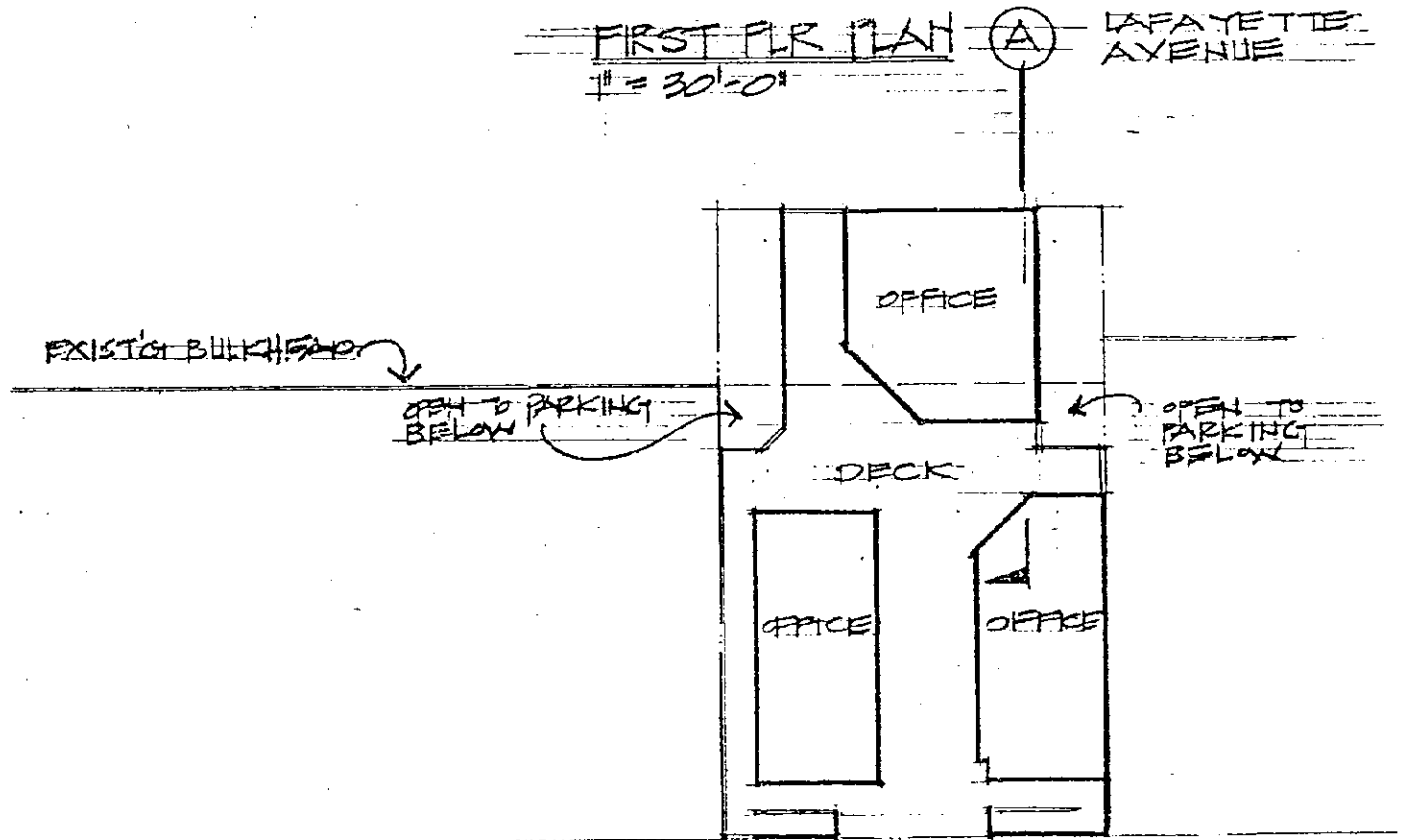 FIRST FLR PLAN
1" = 30'-0"
A
LAFAYETTE
AVENUE
OFFICE
EXIST'G BULKHEAD
OPEN TO PARKING
BELOW
OPEN TO
PARKING
BELOW
DECK
OFFICE
OFFICE